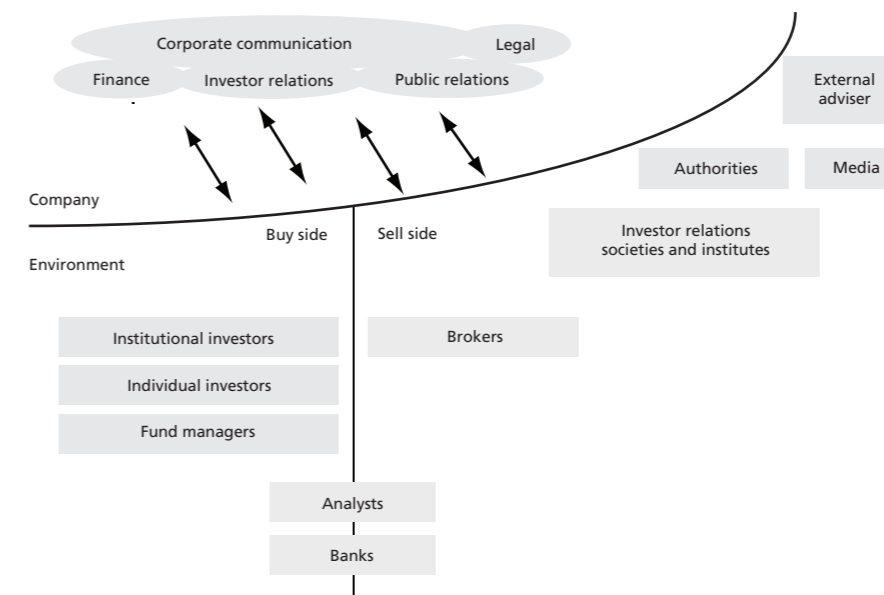 Corporate communication
Legal
Finance
Investor relations
Public relations
External
adviser
Authorities
Media
Company
Investor relations
societies and institutes
Buy side
Sell side
Environment
Institutional investors
Brokers
Individual investors
Fund managers
Analysts
Banks